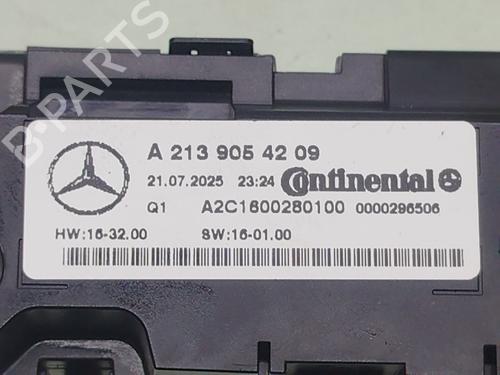 A 213 905 42 09
21.07.2025 23:24 Continental
Q1 A2C1600280100 0000296506
HW:16-32.00 SW:16-01.00
B-PARTS